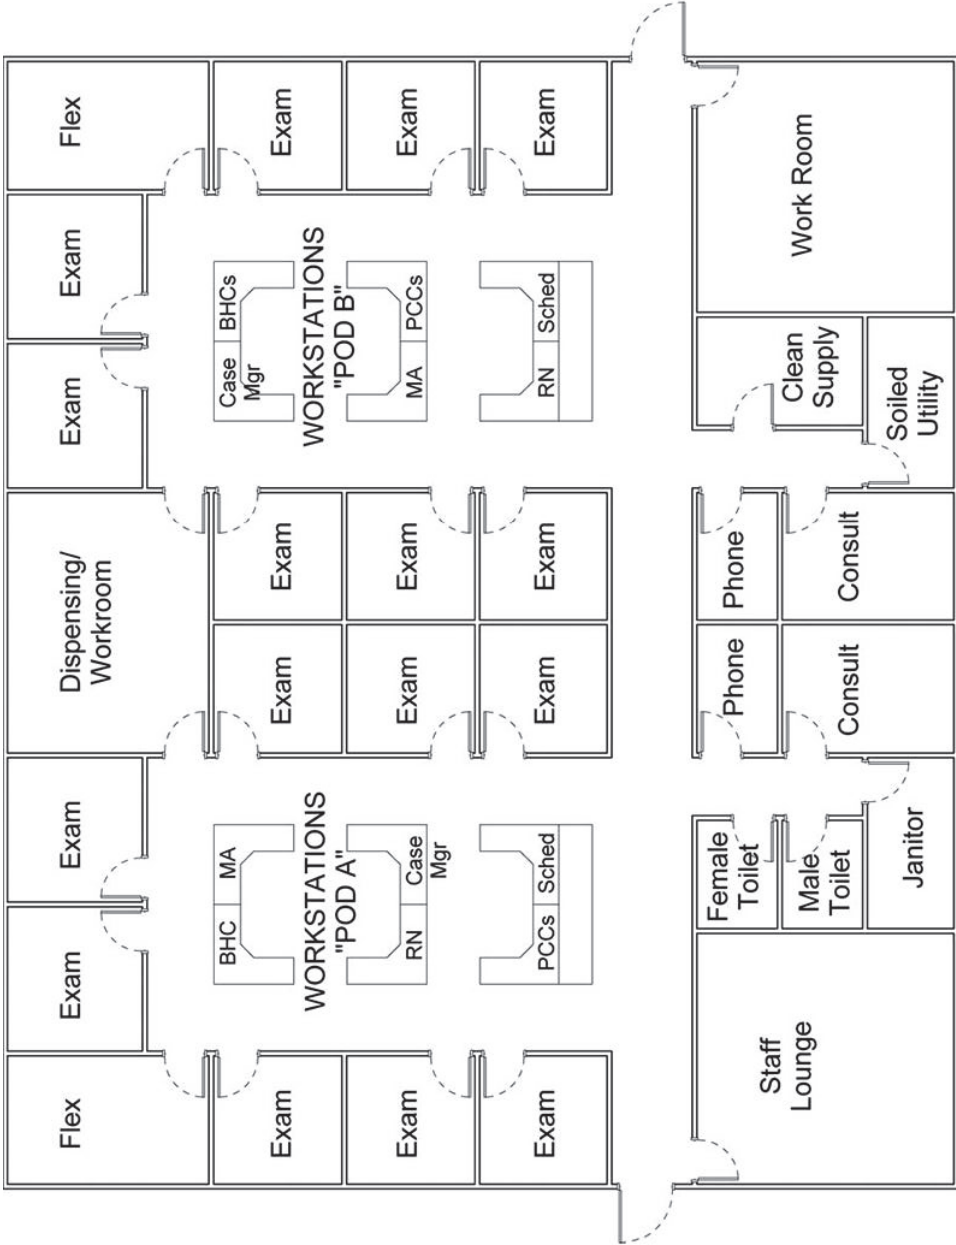 Flex
Exam
Exam
Dispensing/
Workroom
Exam
Exam
Flex
Exam
BHC
MA
Exam
Exam
Case
Mgr
BHCs
Exam
WORKSTATIONS
"POD A"
WORKSTATIONS
"POD B"
Exam
RN
Case
Mgr
Exam
Exam
MA
PCCs
Exam
Exam
PCCs
Sched
Exam
Exam
RN
Sched
Exam
Staff
Lounge
Female
Toilet
Male
Toilet
Janitor
Phone
Phone
Consult
Consult
Clean
Supply
Soiled
Utility
Work Room